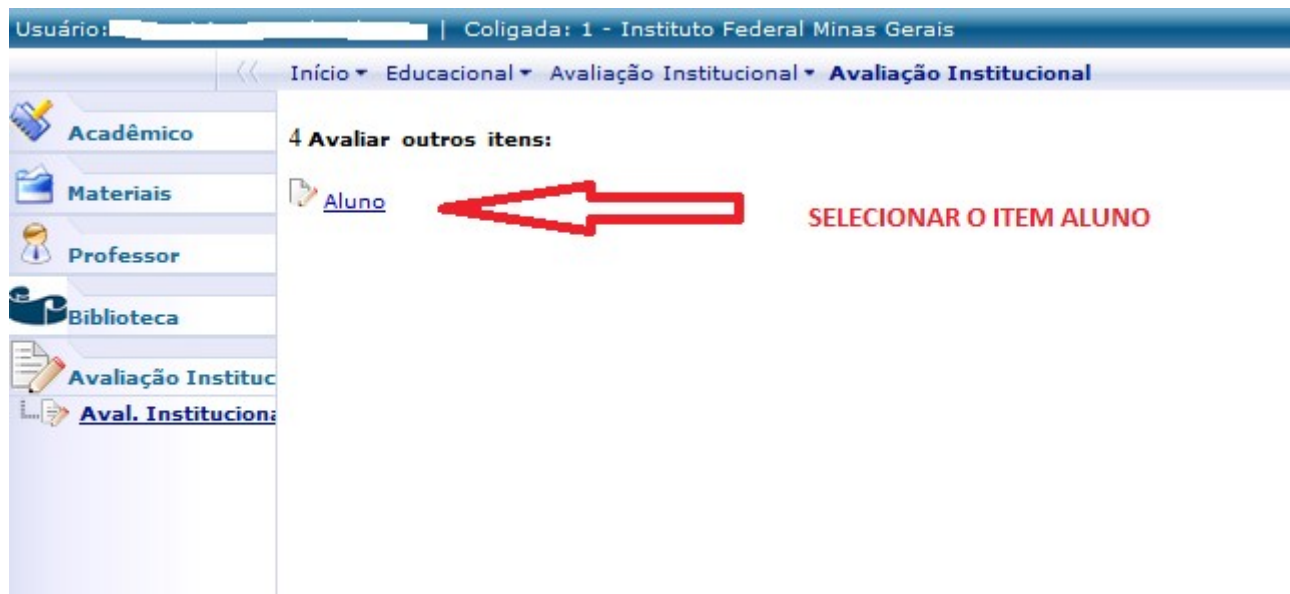 Usuário: | Coligada: 1 - Instituto Federal Minas Gerais
Início Educacional Avaliação Institucional Avaliação Institucional
Acadêmico
Materiais
Professor
Biblioteca
Avaliação Instituc
Aval. Instituciona
4 Avaliar outros itens:
Aluno
SELECIONAR O ITEM ALUNO